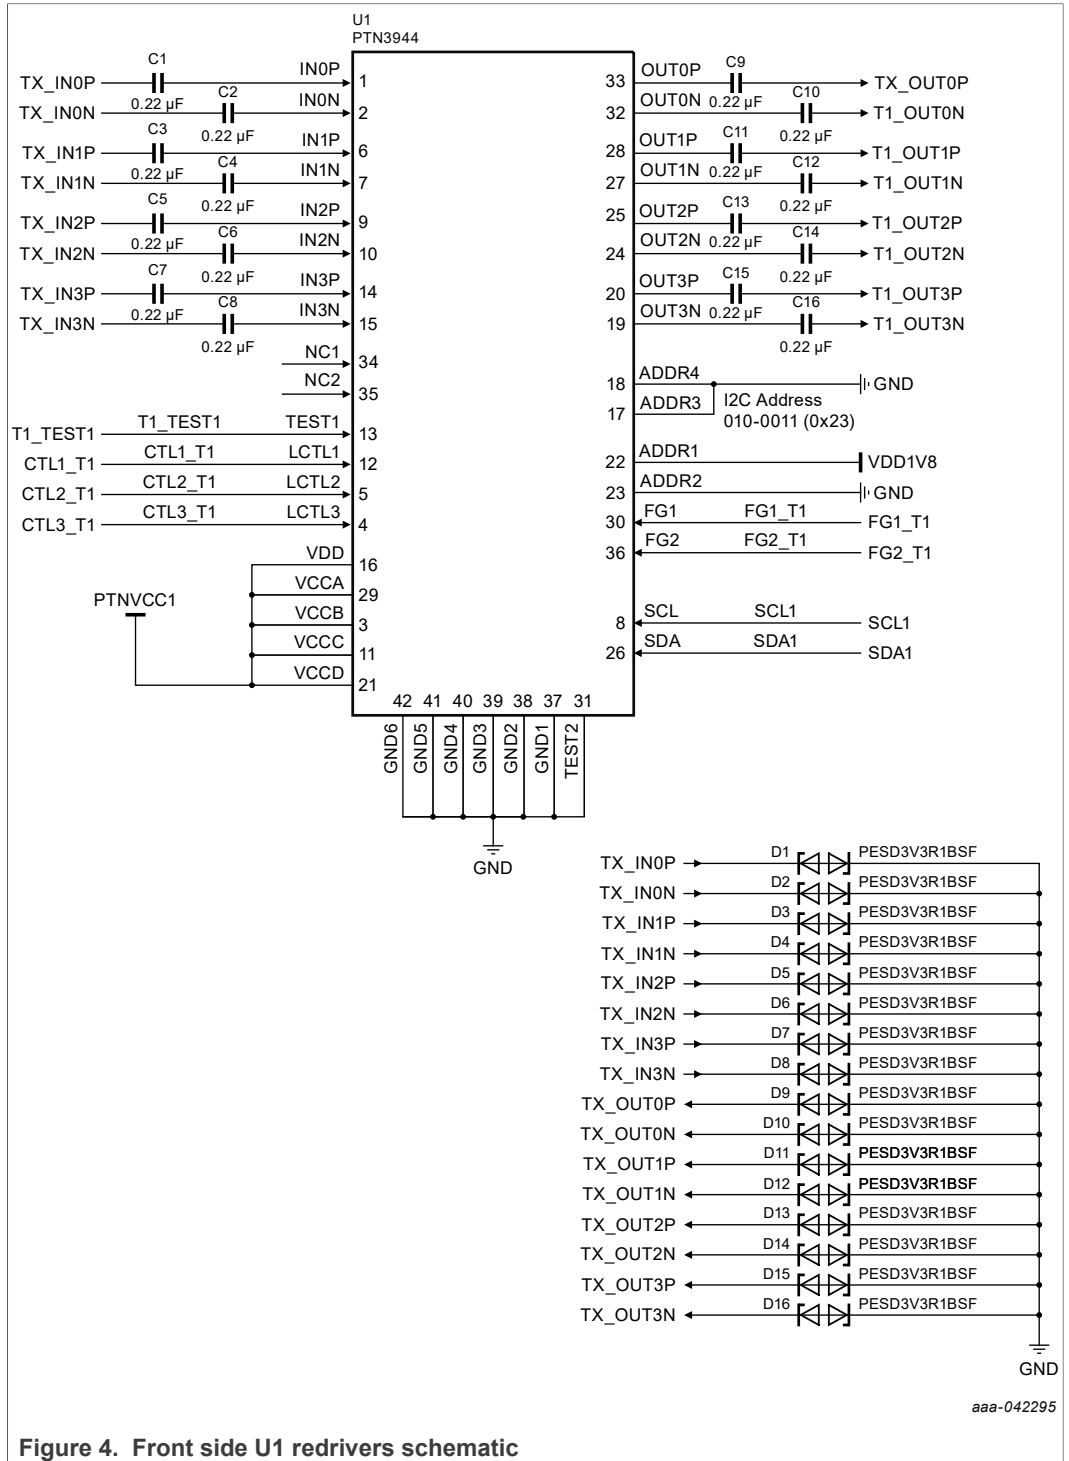 U1
PTN3944
TX_IN0P C1 0.22 µF IN0P 1
TX_IN0N C2 0.22 µF IN0N 2
TX_IN1P C3 0.22 µF IN1P 6
TX_IN1N C4 0.22 µF IN1N 7
TX_IN2P C5 0.22 µF IN2P 9
TX_IN2N C6 0.22 µF IN2N 10
TX_IN3P C7 0.22 µF IN3P 14
TX_IN3N C8 0.22 µF IN3N 15
NC1 34
NC2 35
T1_TEST1 T1_TEST1 TEST1 13
CTL1_T1 CTL1_T1 LCTL1 12
CTL2_T1 CTL2_T1 LCTL2 5
CTL3_T1 CTL3_T1 LCTL3 4
VDD 16
VCCA 29
PTNVCC1
VCCB 3
VCCC 11
VCCD 21
33 OUT0P C9 0.22 µF TX_OUT0P
32 OUT0N C10 0.22 µF T1_OUT0N
28 OUT1P C11 0.22 µF T1_OUT1P
27 OUT1N C12 0.22 µF T1_OUT1N
25 OUT2P C13 0.22 µF T1_OUT2P
24 OUT2N C14 0.22 µF T1_OUT2N
20 OUT3P C15 0.22 µF T1_OUT3P
19 OUT3N C16 0.22 µF T1_OUT3N
18 ADDR4 GND
17 ADDR3
I2C Address
010-0011 (0x23)
22 ADDR1 VDD1V8
23 ADDR2 GND
30 FG1 FG1_T1 FG1_T1
36 FG2 FG2_T1 FG2_T1
8 SCL SCL1 SCL1
26 SDA SDA1 SDA1
42 41 40 39 38 37 31
GND6 GND5 GND4 GND3 GND2 GND1 TEST2
GND
TX_IN0P D1 PESD3V3R1BSF
TX_IN0N D2 PESD3V3R1BSF
TX_IN1P D3 PESD3V3R1BSF
TX_IN1N D4 PESD3V3R1BSF
TX_IN2P D5 PESD3V3R1BSF
TX_IN2N D6 PESD3V3R1BSF
TX_IN3P D7 PESD3V3R1BSF
TX_IN3N D8 PESD3V3R1BSF
TX_OUT0P D9 PESD3V3R1BSF
TX_OUT0N D10 PESD3V3R1BSF
TX_OUT1P D11 PESD3V3R1BSF
TX_OUT1N D12 PESD3V3R1BSF
TX_OUT2P D13 PESD3V3R1BSF
TX_OUT2N D14 PESD3V3R1BSF
TX_OUT3P D15 PESD3V3R1BSF
TX_OUT3N D16 PESD3V3R1BSF
GND
aaa-042295
Figure 4. Front side U1 redrivers schematic